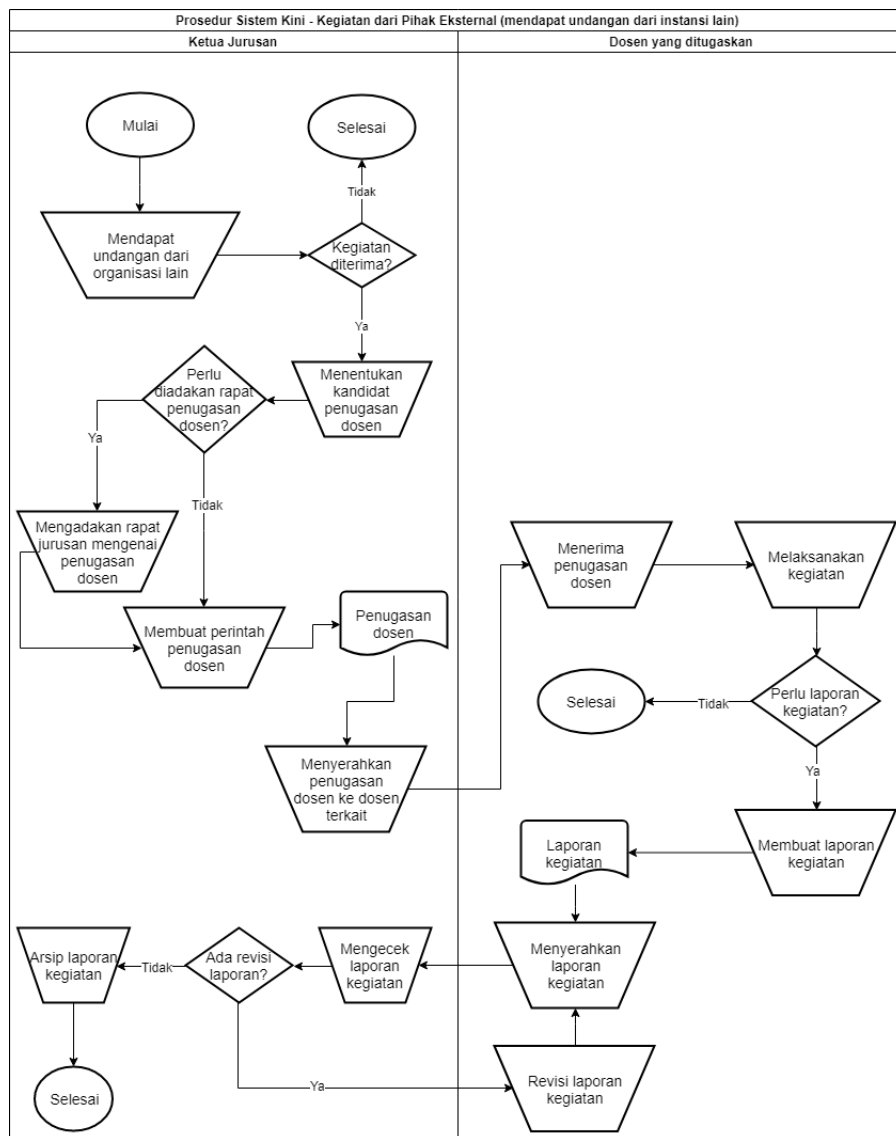 Prosedur Sistem Kini - Kegiatan dari Pihak Eksternal (mendapat undangan dari instansi lain)
Ketua Jurusan
Dosen yang ditugaskan
Mulai
Selesai
Tidak
Mendapat
undangan dari
organisasi lain
Kegiatan
diterima?
Ya
Perlu
diadakan rapat
penugasan
dosen?
Menentukan
kandidat
penugasan
dosen
Ya
Tidak
Mengadakan rapat
jurusan mengenai
penugasan
dosen
Menerima
penugasan
dosen
Melaksanakan
kegiatan
Membuat perintah
penugasan
dosen
Penugasan
dosen
Selesai
Tidak
Perlu laporan
kegiatan?
Ya
Menyerahkan
penugasan
dosen ke dosen
terkait
Laporan
kegiatan
Membuat laporan
kegiatan
Arsip laporan
kegiatan
Tidak
Ada revisi
laporan?
Mengecek
laporan
kegiatan
Menyerahkan
laporan
kegiatan
Selesai
Ya
Revisi laporan
kegiatan